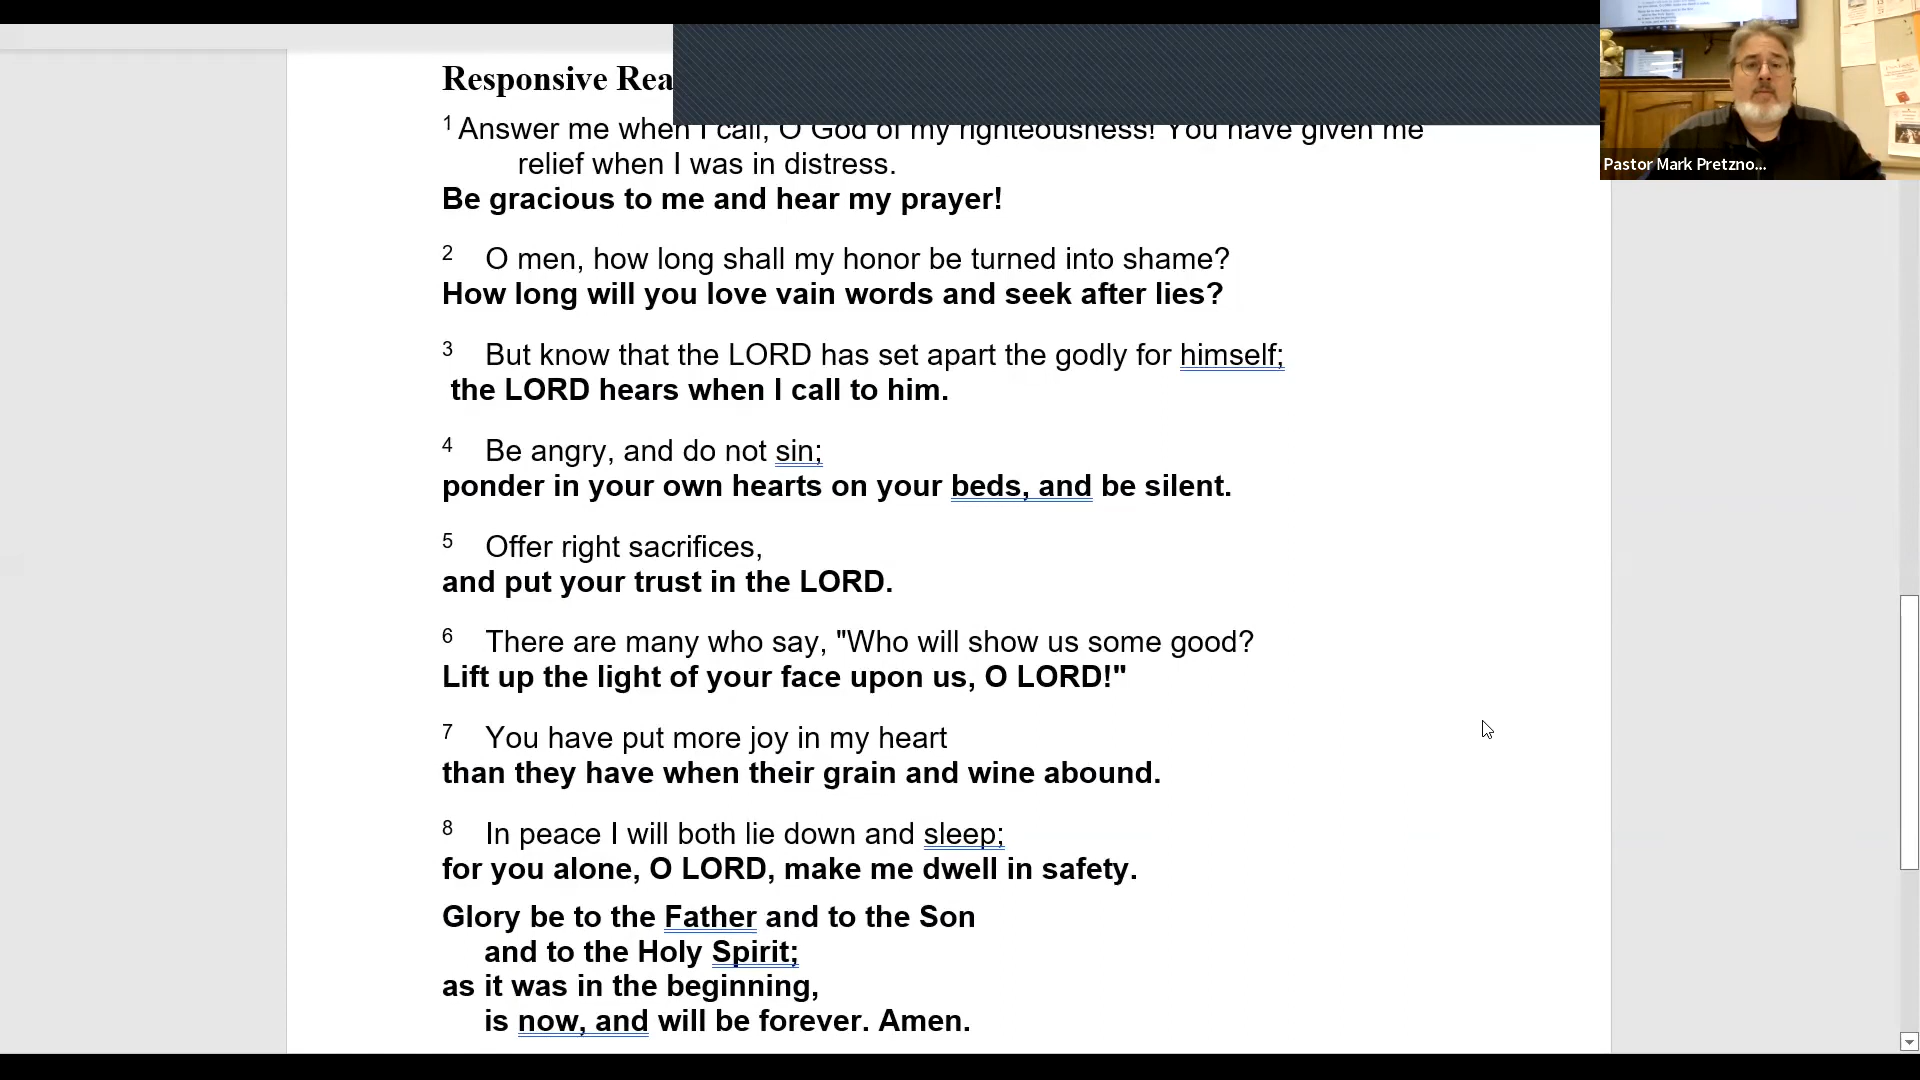 Responsive Rea
1 Answer me when I call, O God of my righteousness! You have given me
relief when I was in distress.
Be gracious to me and hear my prayer!
2 O men, how long shall my honor be turned into shame?
How long will you love vain words and seek after lies?
3 But know that the LORD has set apart the godly for himself;
the LORD hears when I call to him.
4 Be angry, and do not sin;
ponder in your own hearts on your beds, and be silent.
5 Offer right sacrifices,
and put your trust in the LORD.
6 There are many who say, "Who will show us some good?
Lift up the light of your face upon us, O LORD!"
7 You have put more joy in my heart
than they have when their grain and wine abound.
8 In peace I will both lie down and sleep;
for you alone, O LORD, make me dwell in safety.
Glory be to the Father and to the Son
and to the Holy Spirit;
as it was in the beginning,
is now, and will be forever. Amen.
Pastor Mark Pretzno...